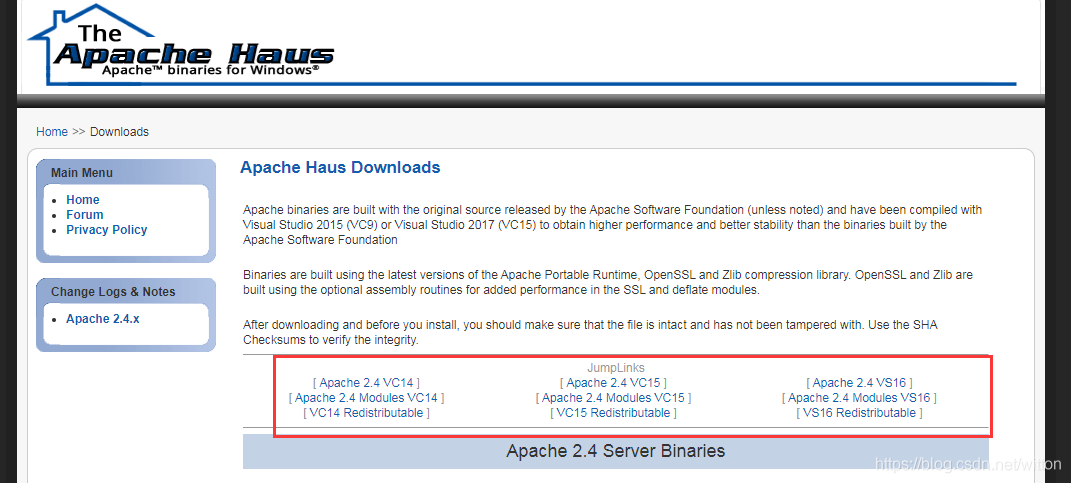 The
Apache Haus
Apache™ binaries for Windows®
Home >> Downloads
Main Menu
Home
Forum
Privacy Policy
Change Logs & Notes
Apache 2.4.x
Apache Haus Downloads
Apache binaries are built with the original source released by the Apache Software Foundation (unless noted) and have been compiled with
Visual Studio 2015 (VC9) or Visual Studio 2017 (VC15) to obtain higher performance and better stability than the binaries built by the
Apache Software Foundation
Binaries are built using the latest versions of the Apache Portable Runtime, OpenSSL and Zlib compression library. OpenSSL and Zlib are
built using the optional assembly routines for added performance in the SSL and deflate modules.
After downloading and before you install, you should make sure that the file is intact and has not been tampered with. Use the SHA
Checksums to verify the integrity.
JumpLinks
[ Apache 2.4 VC14 ] [ Apache 2.4 VC15 ] [ Apache 2.4 VS16 ]
[ Apache 2.4 Modules VC14 ] [ Apache 2.4 Modules VC15 ] [ Apache 2.4 Modules VS16 ]
[ VC14 Redistributable ] [ VC15 Redistributable ] [ VS16 Redistributable ]
Apache 2.4 Server Binaries